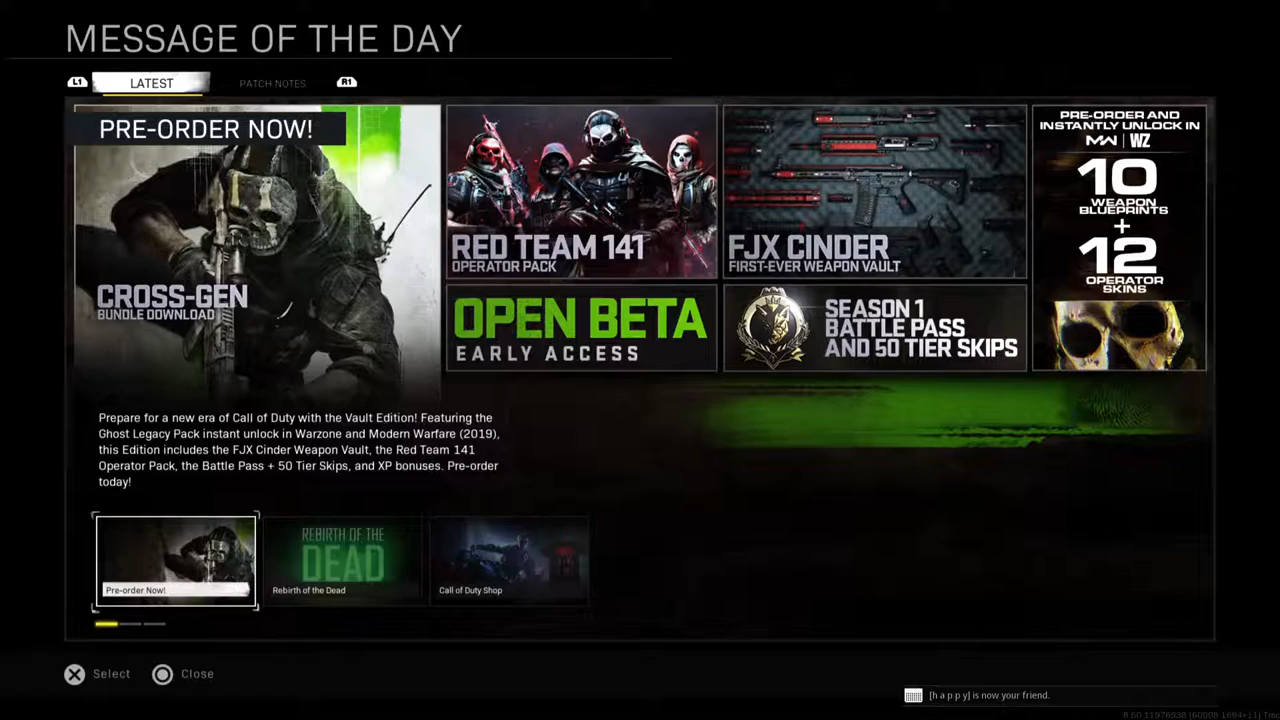 MESSAGE OF THE DAY
L1
LATEST
PATCH NOTES
R1
PRE-ORDER NOW!
CROSS-GEN
BUNDLE DOWNLOAD
RED TEAM 141
OPERATOR PACK
FJX CINDER
FIRST-EVER WEAPON VAULT
OPEN BETA
EARLY ACCESS
SEASON 1
BATTLE PASS
AND 50 TIER SKIPS
PRE-ORDER AND
INSTANTLY UNLOCK IN
MW | WZ
10
WEAPON
BLUEPRINTS
+
12
OPERATOR
SKINS
Prepare for a new era of Call of Duty with the Vault Edition! Featuring the
Ghost Legacy Pack instant unlock in Warzone and Modern Warfare (2019),
this Edition includes the FJX Cinder Weapon Vault, the Red Team 141
Operator Pack, the Battle Pass + 50 Tier Skips, and XP bonuses. Pre-order
today!
Pre-order Now!
REBIRTH OF THE
DEAD
Rebirth of the Dead
Call of Duty Shop
Select
Close
[h a p p y] is now your friend.